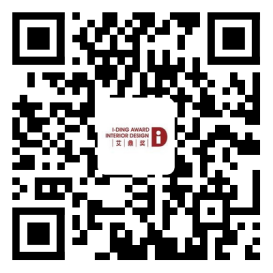 I-DING AWARD
INTERIOR DESIGN
艾鼎奖